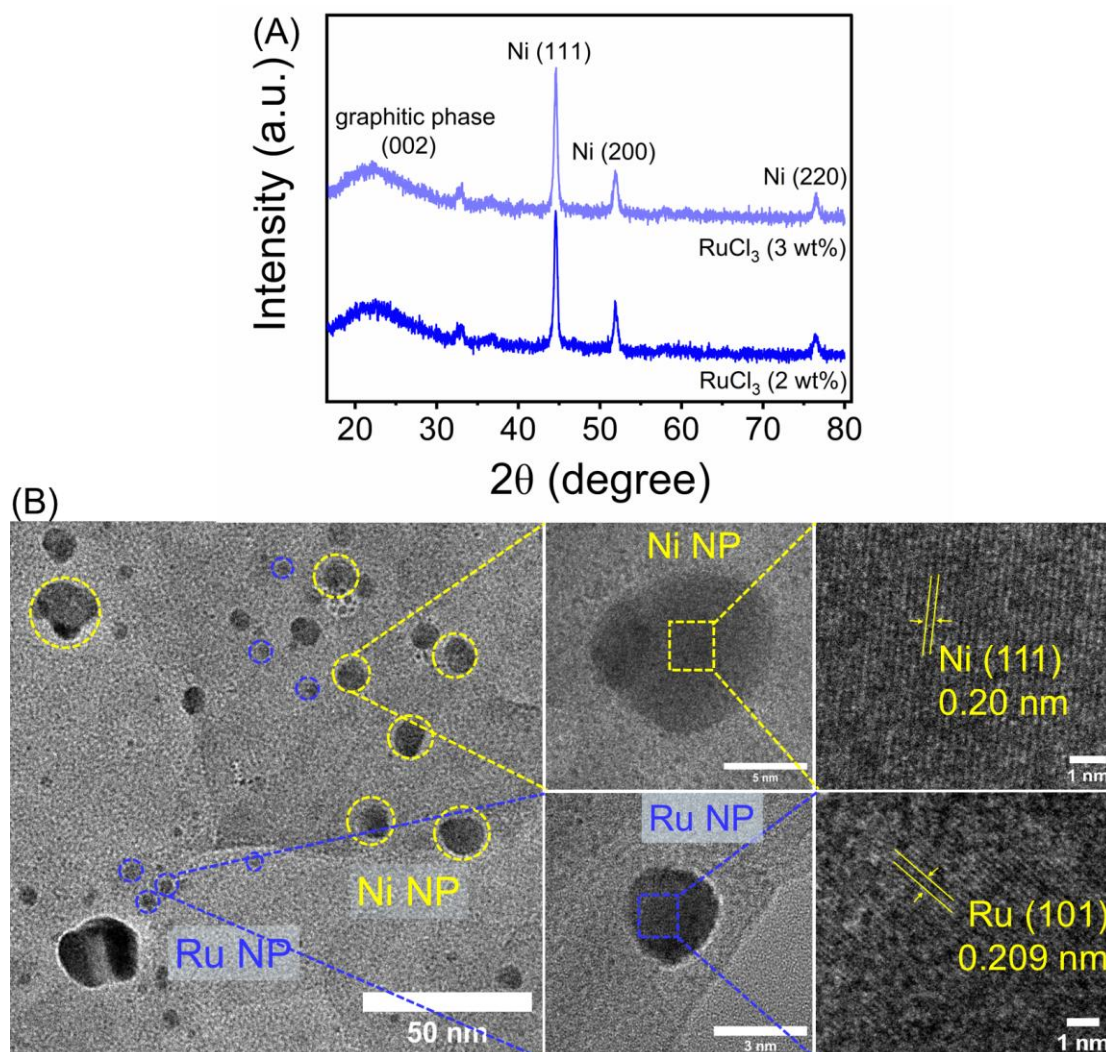 (A)
Ni (111)
graphitic phase
(002)
Ni (200)
Ni (220)
RuCl₃ (3 wt%)
RuCl₃ (2 wt%)
Intensity (a.u.)
20 30 40 50 60 70 80
2θ (degree)
(B)
Ni NP
Ru NP
50 nm
Ni NP
5 nm
Ni (111)
0.20 nm
1 nm
Ru NP
3 nm
Ru (101)
0.209 nm
1 nm